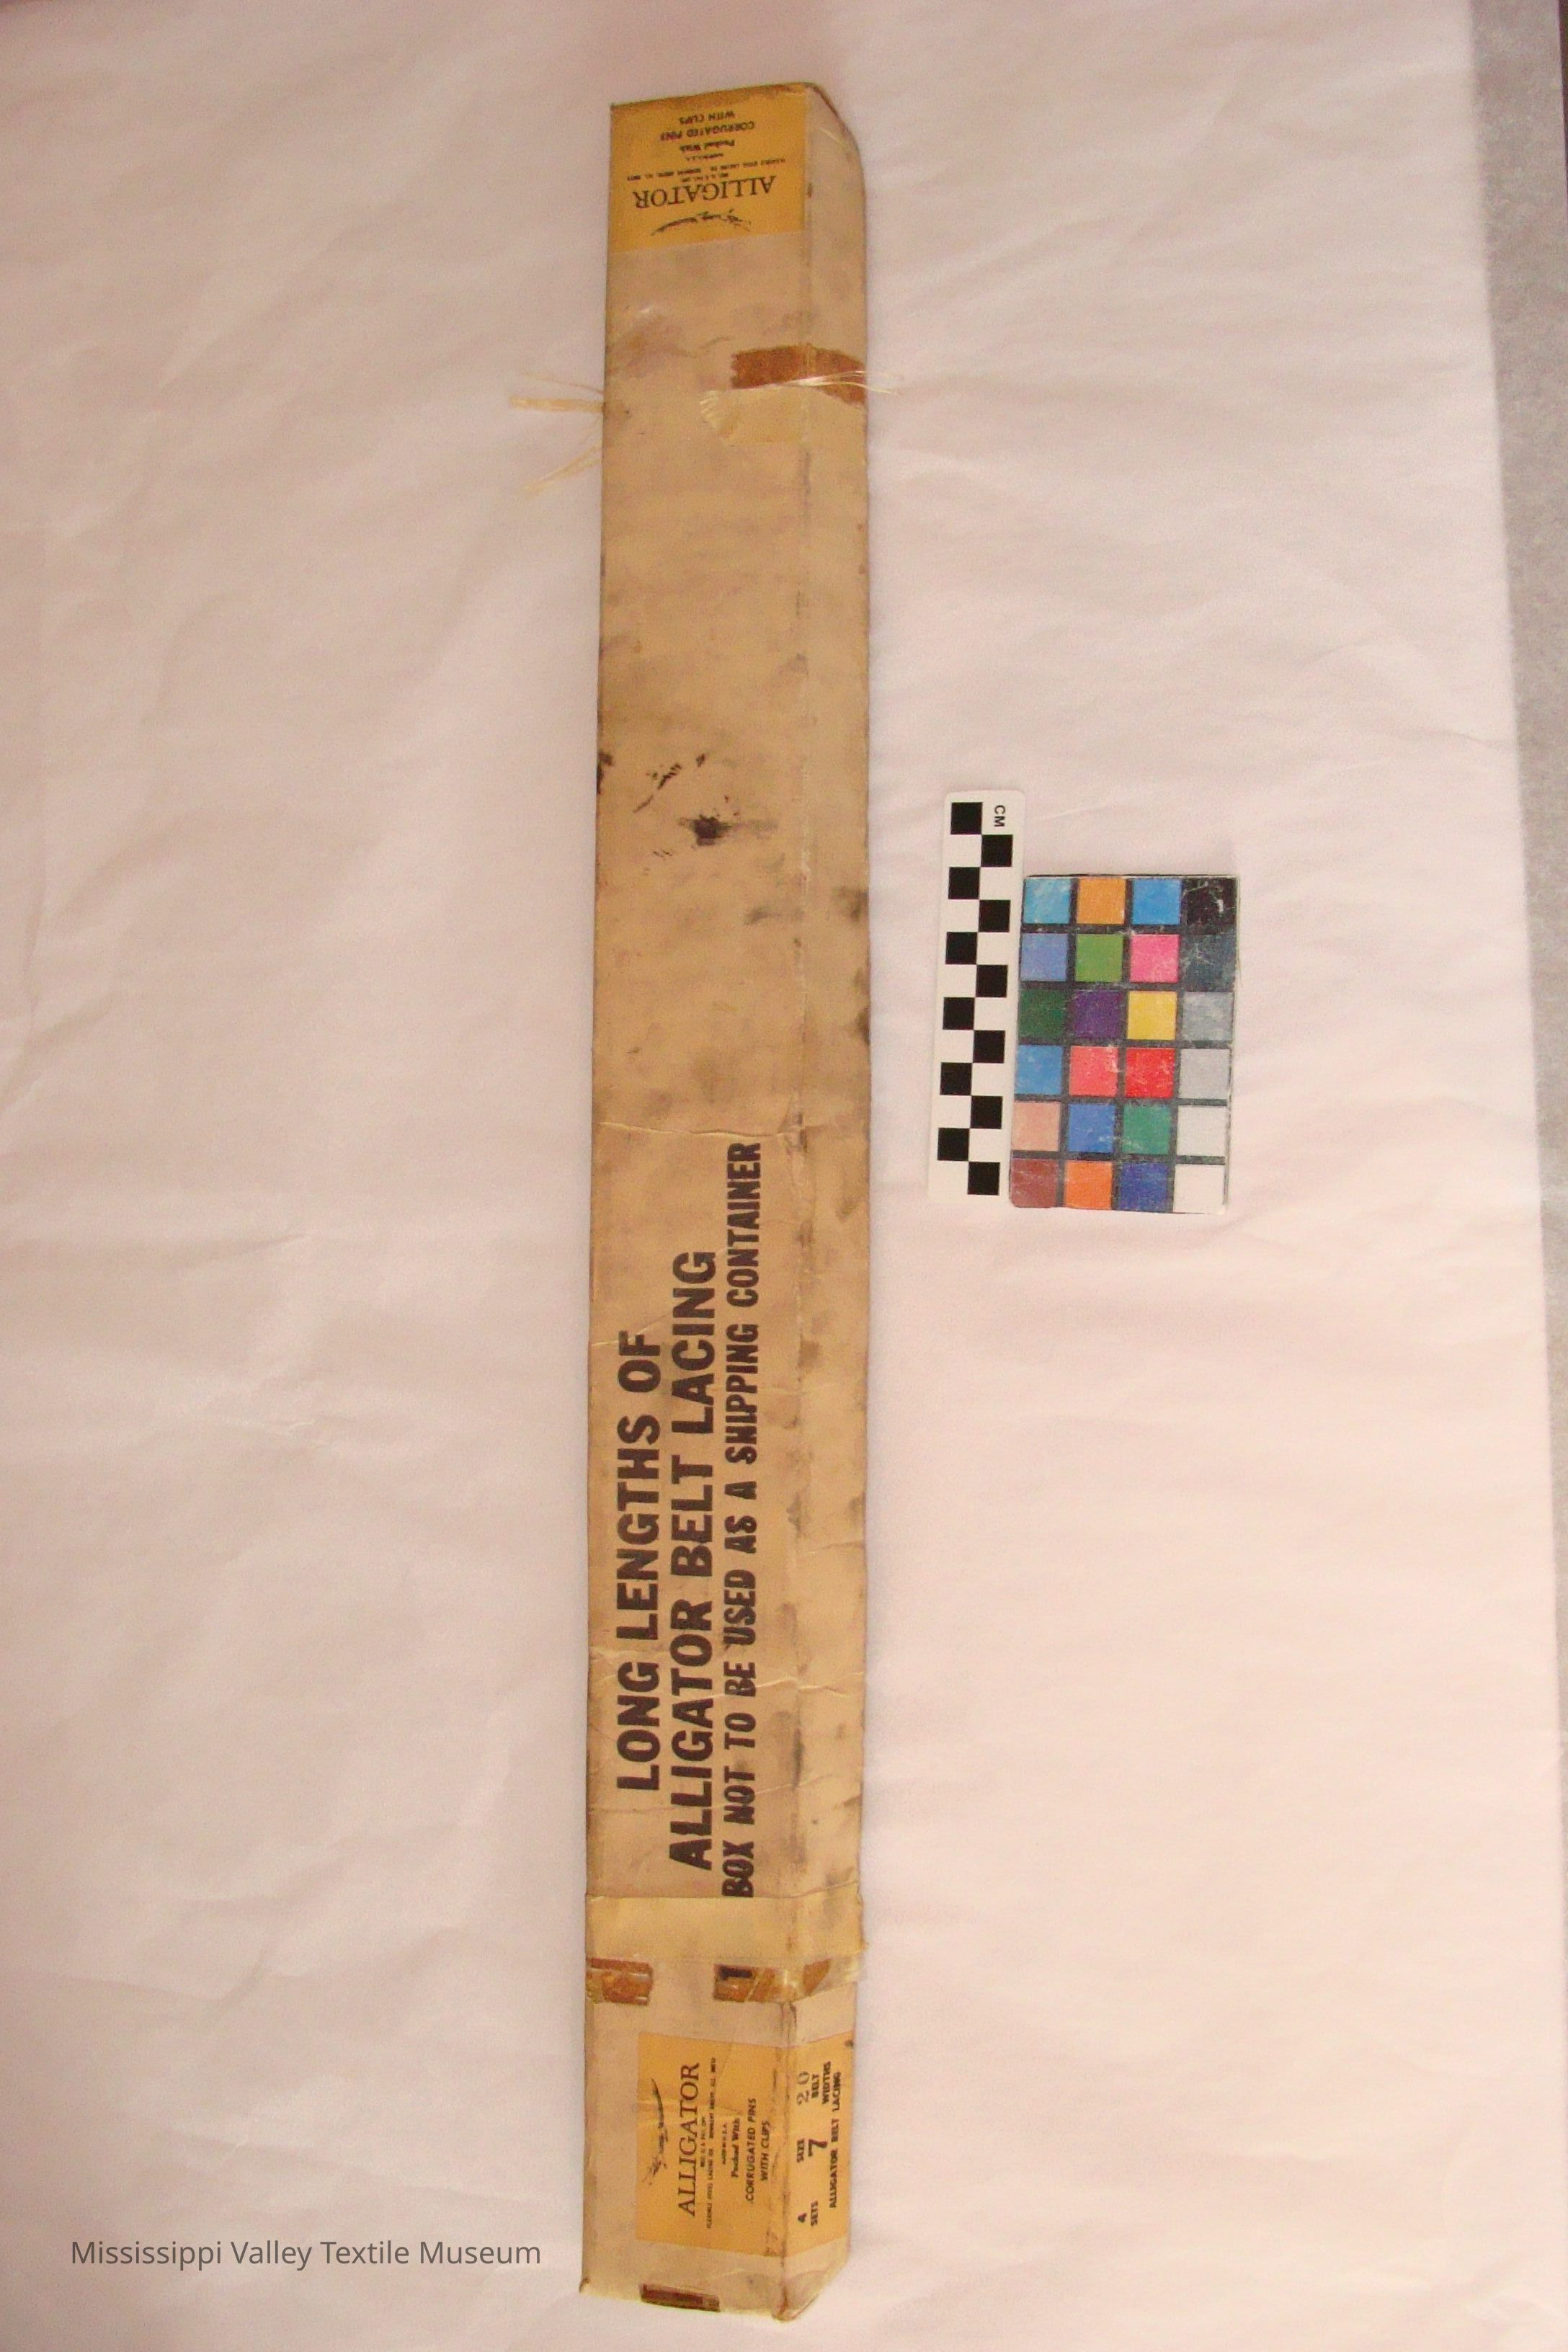 ALLIGATOR
Packed With
CORRUGATED PINS
WITH CLIPS
CM
LONG LENGTHS OF
ALLIGATOR BELT LACING
BOX NOT TO BE USED AS A SHIPPING CONTAINER
ALLIGATOR
Packed With
CORRUGATED PINS
WITH CLIPS
4 SIZE 20
SETS 7 BELT
WIDTHS
ALLIGATOR BELT LACING
Mississippi Valley Textile Museum